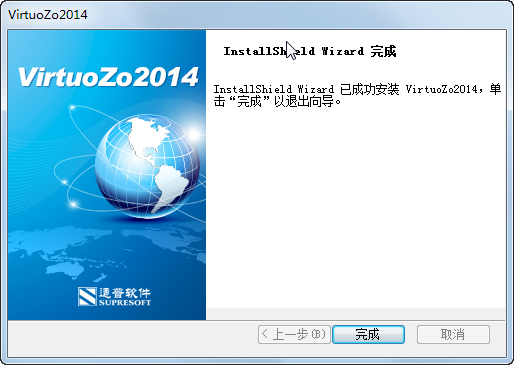 VirtuoZo2014
VirtuoZo2014
InstallShield Wizard 完成
InstallShield Wizard 已成功安装 VirtuoZo2014，单
击“完成”以退出向导。
适普软件
SUPRESOFT
< 上一步(B)
完成
取消